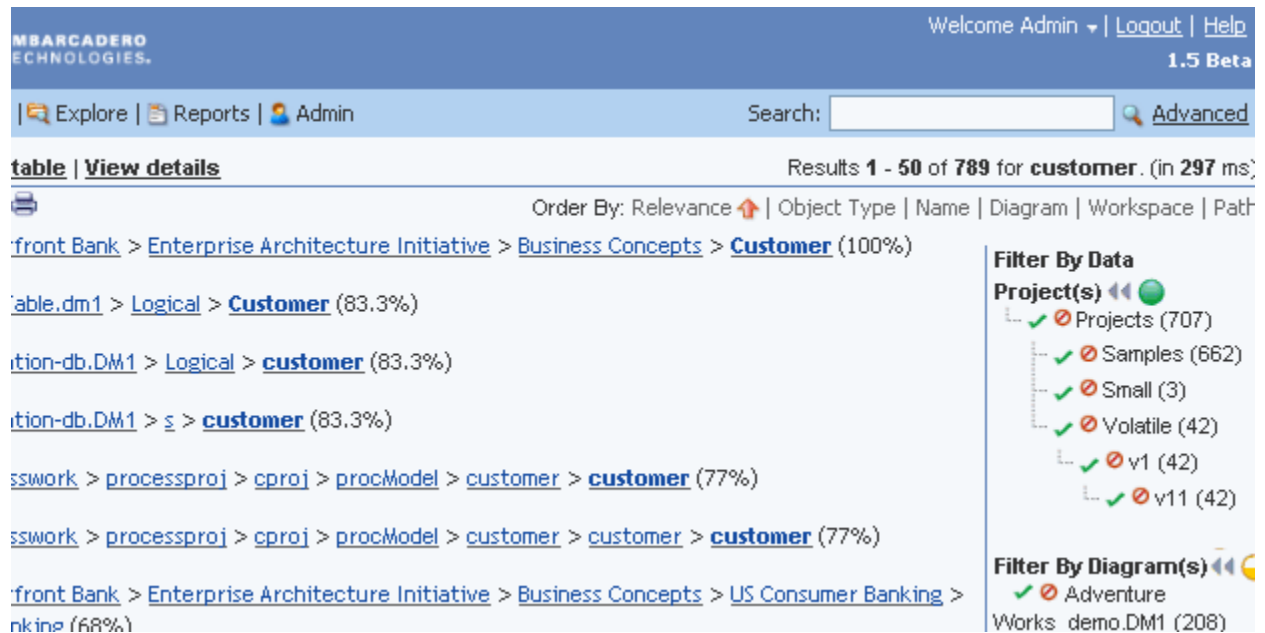 MBARCADERO
ECHNOLOGIES.
Welcome Admin | Logout | Help
1.5 Beta
| Explore | Reports | Admin
Search: Advanced
table | View details
Results 1 - 50 of 789 for customer. (in 297 ms)
Order By: Relevance | Object Type | Name | Diagram | Workspace | Path
rfront Bank > Enterprise Architecture Initiative > Business Concepts > Customer (100%)
Table.dm1 > Logical > Customer (83.3%)
ation-db.DM1 > Logical > customer (83.3%)
ation-db.DM1 > s > customer (83.3%)
sswork > processproj > cproj > procModel > customer > customer (77%)
sswork > processproj > cproj > procModel > customer > customer > customer (77%)
rfront Bank > Enterprise Architecture Initiative > Business Concepts > US Consumer Banking >
nking (68%)
Filter By Data
Project(s)
Projects (707)
Samples (662)
Small (3)
Volatile (42)
v1 (42)
v11 (42)
Filter By Diagram(s)
Adventure
Works_demo.DM1 (208)